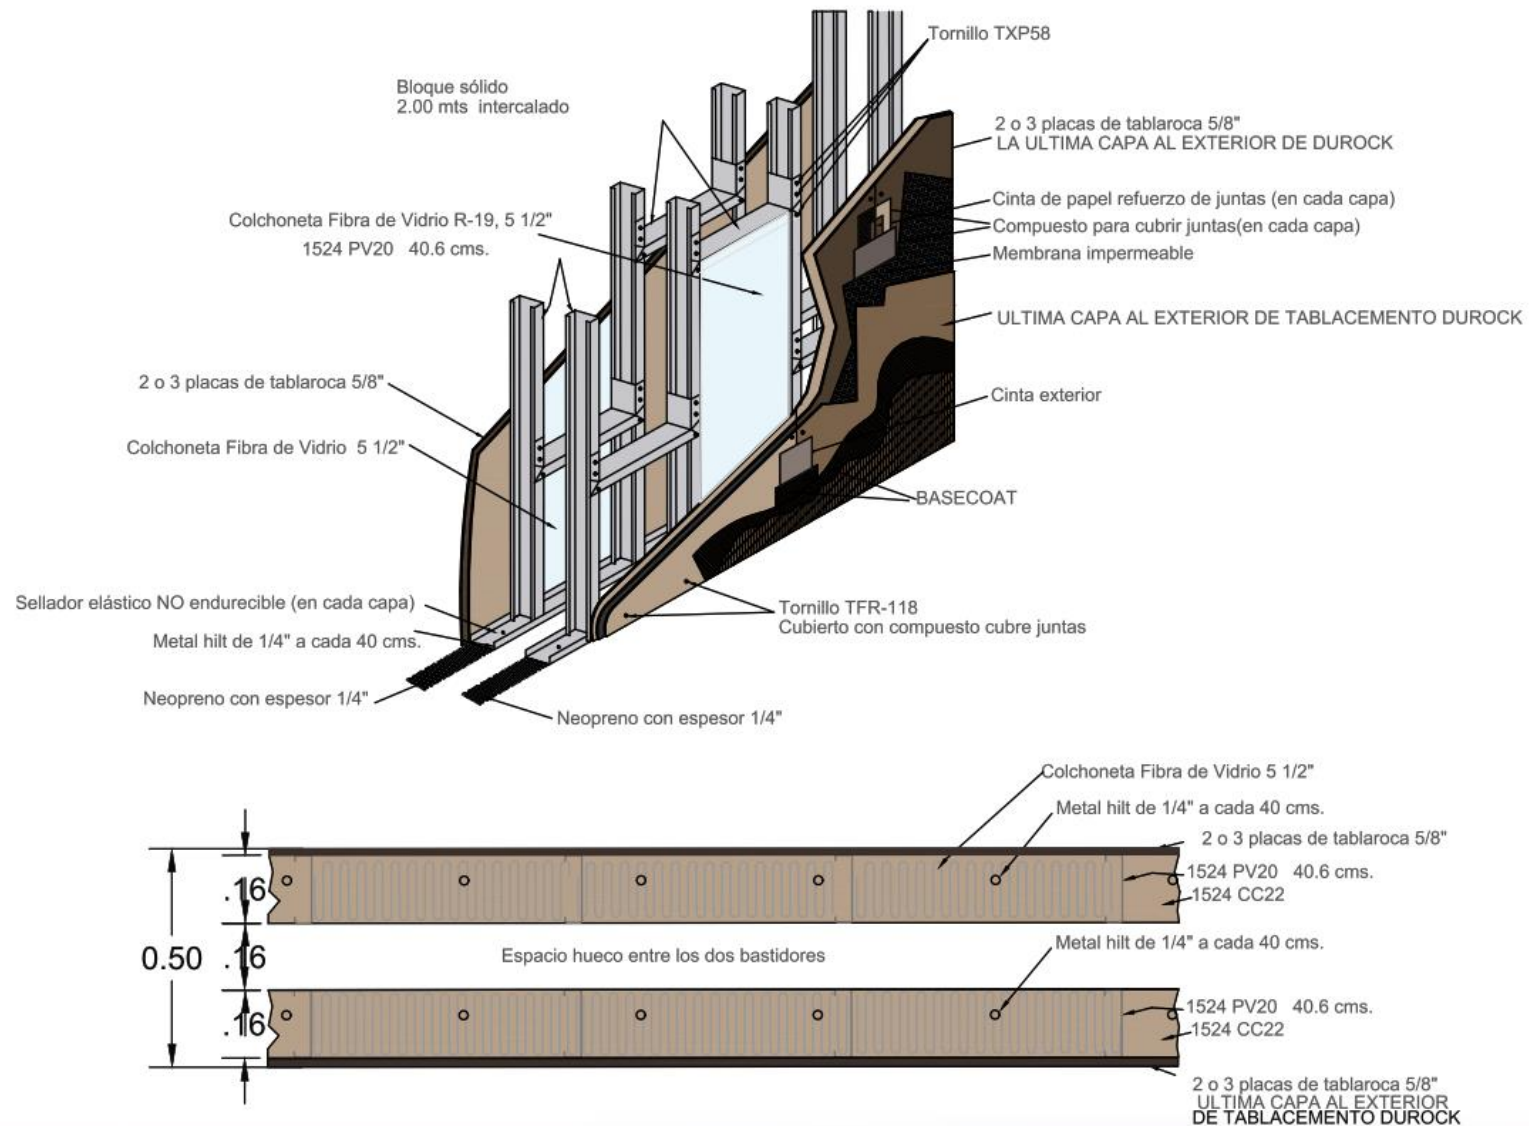 Tornillo TXP58
Bloque sólido
2.00 mts intercalado
2 o 3 placas de tablaroca 5/8"
LA ULTIMA CAPA AL EXTERIOR DE DUROCK
Cinta de papel refuerzo de juntas (en cada capa)
Compuesto para cubrir juntas(en cada capa)
Membrana impermeable
Colchoneta Fibra de Vidrio R-19, 5 1/2"
1524 PV20 40.6 cms.
ULTIMA CAPA AL EXTERIOR DE TABLACEMENTO DUROCK
2 o 3 placas de tablaroca 5/8"
Cinta exterior
Colchoneta Fibra de Vidrio 5 1/2"
BASECOAT
Sellador elástico NO endurecible (en cada capa)
Metal hilt de 1/4" a cada 40 cms.
Tornillo TFR-118
Cubierto con compuesto cubre juntas
Neopreno con espesor 1/4"
Neopreno con espesor 1/4"
Colchoneta Fibra de Vidrio 5 1/2"
Metal hilt de 1/4" a cada 40 cms.
2 o 3 placas de tablaroca 5/8"
1524 PV20 40.6 cms.
1524 CC22
.16
0.50
.16
Espacio hueco entre los dos bastidores
Metal hilt de 1/4" a cada 40 cms.
.16
1524 PV20 40.6 cms.
1524 CC22
2 o 3 placas de tablaroca 5/8"
ULTIMA CAPA AL EXTERIOR
DE TABLACEMENTO DUROCK